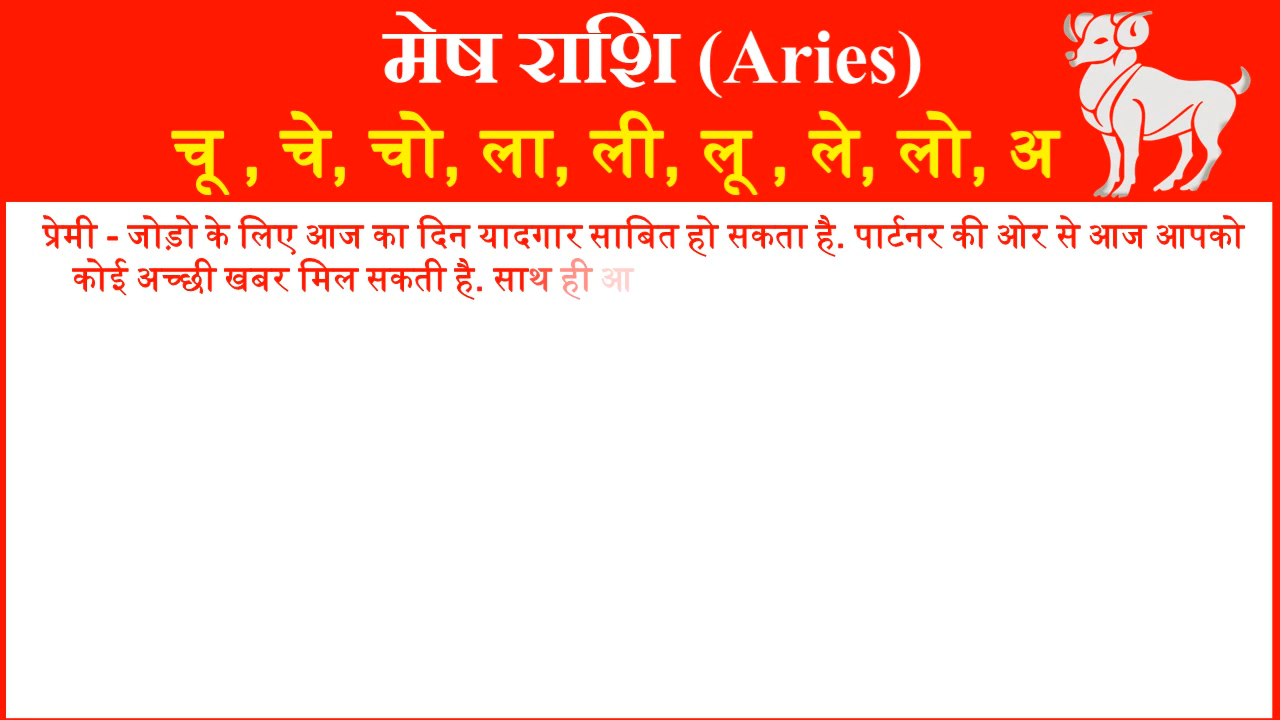 मेष राशि (Aries)
चू , चे, चो, ला, ली, लू , ले, लो, अ
प्रेमी - जोड़ो के लिए आज का दिन यादगार साबित हो सकता है. पार्टनर की ओर से आज आपको
कोई अच्छी खबर मिल सकती है. साथ ही आ